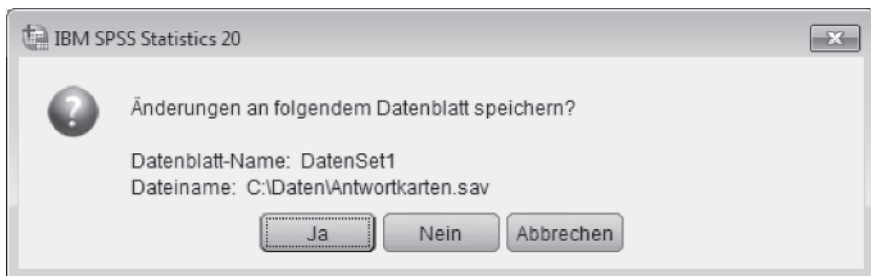 IBM SPSS Statistics 20
Änderungen an folgendem Datenblatt speichern?
Datenblatt-Name: DatenSet1
Dateiname: C:\Daten\Antwortkarten.sav
Ja Nein Abbrechen